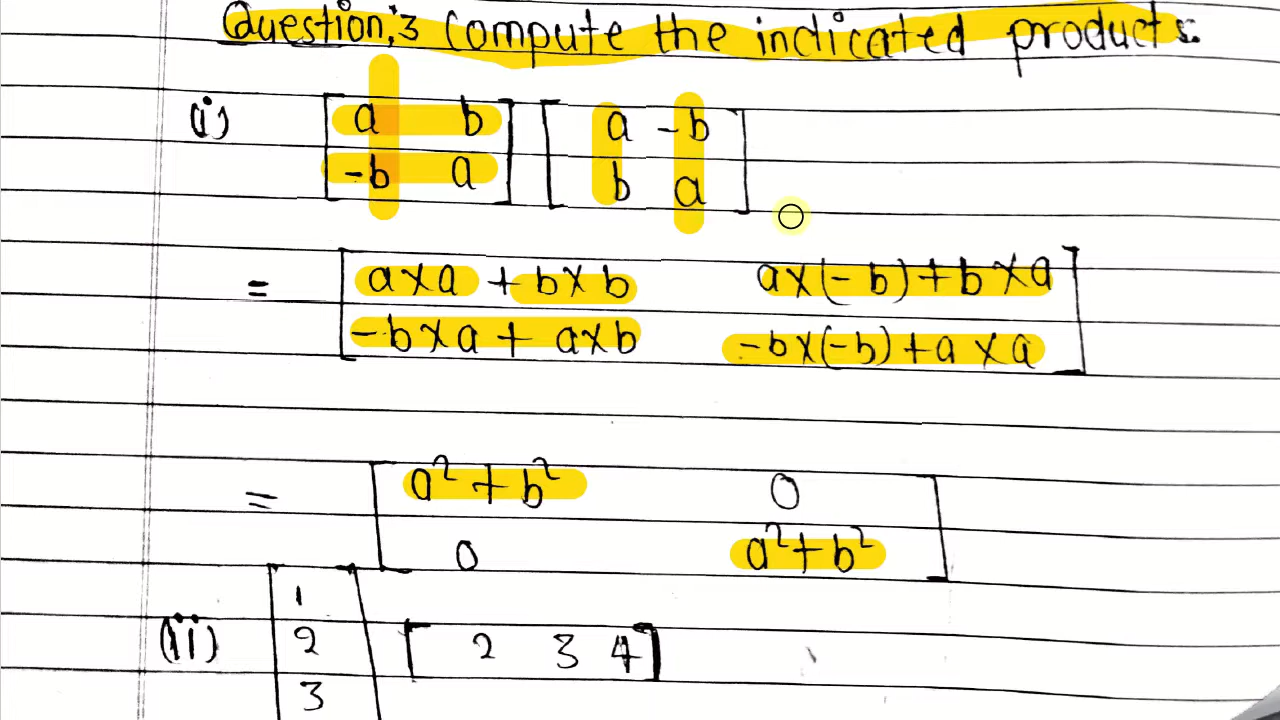 Question:3 Compute the indicated products.
(i) [ a b ] [ a -b ]
-b a b a
= [ a×a + b×b a×(-b)+b×a ]
-b×a + a×b -b×(-b)+a×a
= [ a²+b² 0 ]
0 a²+b²
1
(ii) 2 [ 2 3 4 ]
3